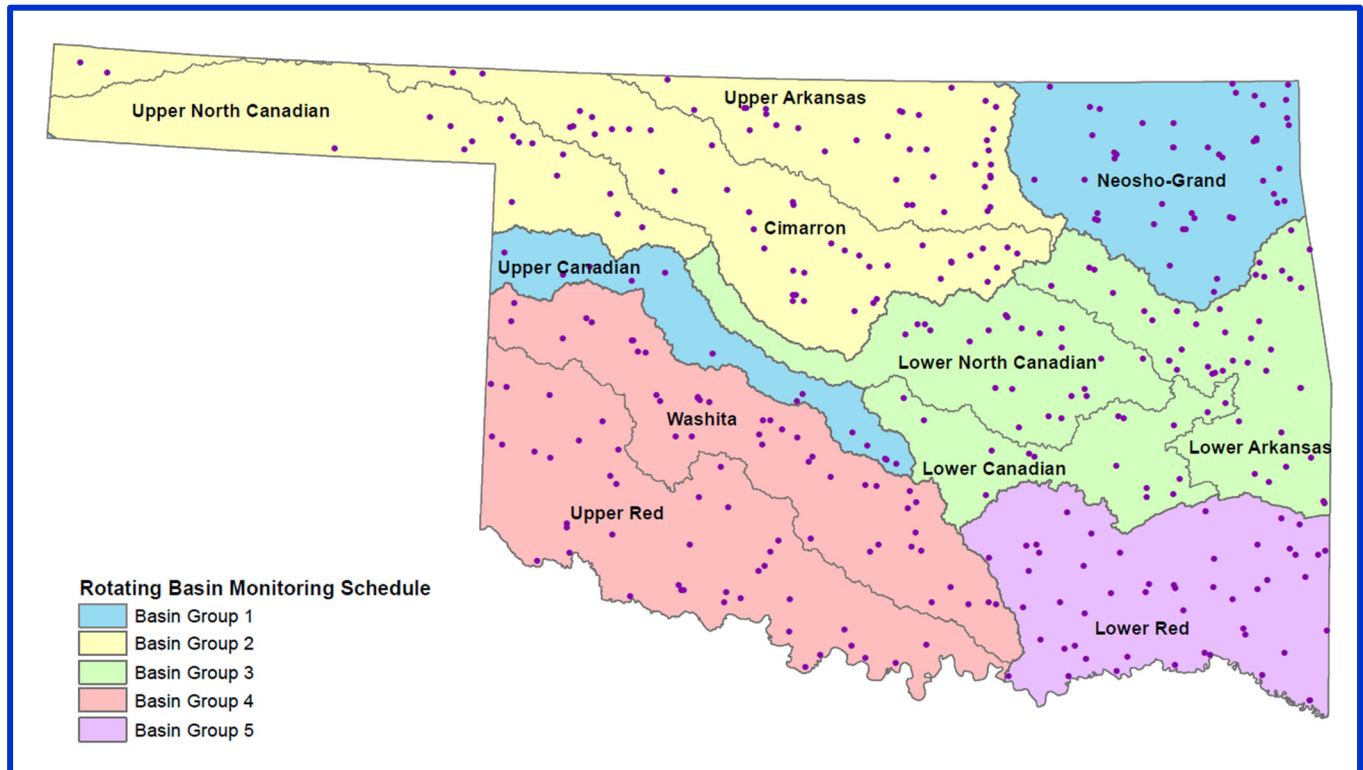 Upper North Canadian
Upper Arkansas
Neosho-Grand
Cimarron
Upper Canadian
Lower North Canadian
Washita
Lower Arkansas
Lower Canadian
Upper Red
Lower Red
Rotating Basin Monitoring Schedule
Basin Group 1
Basin Group 2
Basin Group 3
Basin Group 4
Basin Group 5